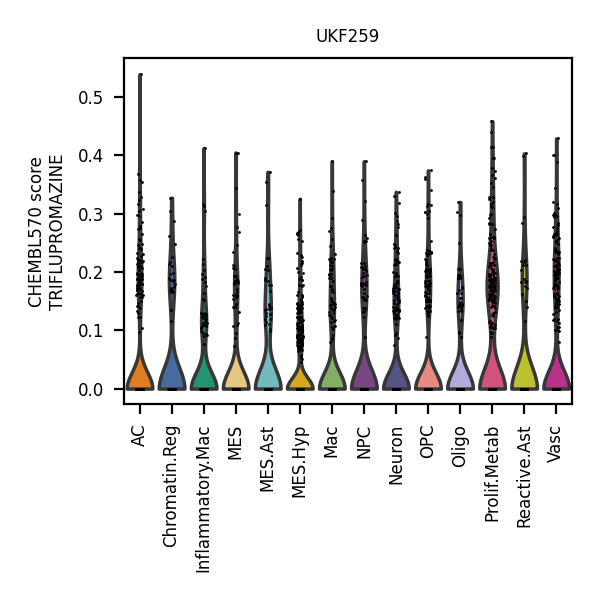 UKF259
CHEMBL570 score
TRIFLUPROMAZINE
0.5
0.4
0.3
0.2
0.1
0.0
AC
Chromatin.Reg
Inflammatory.Mac
MES
MES.Ast
MES.Hyp
Mac
NPC
Neuron
OPC
Oligo
Prolif.Metab
Reactive.Ast
Vasc